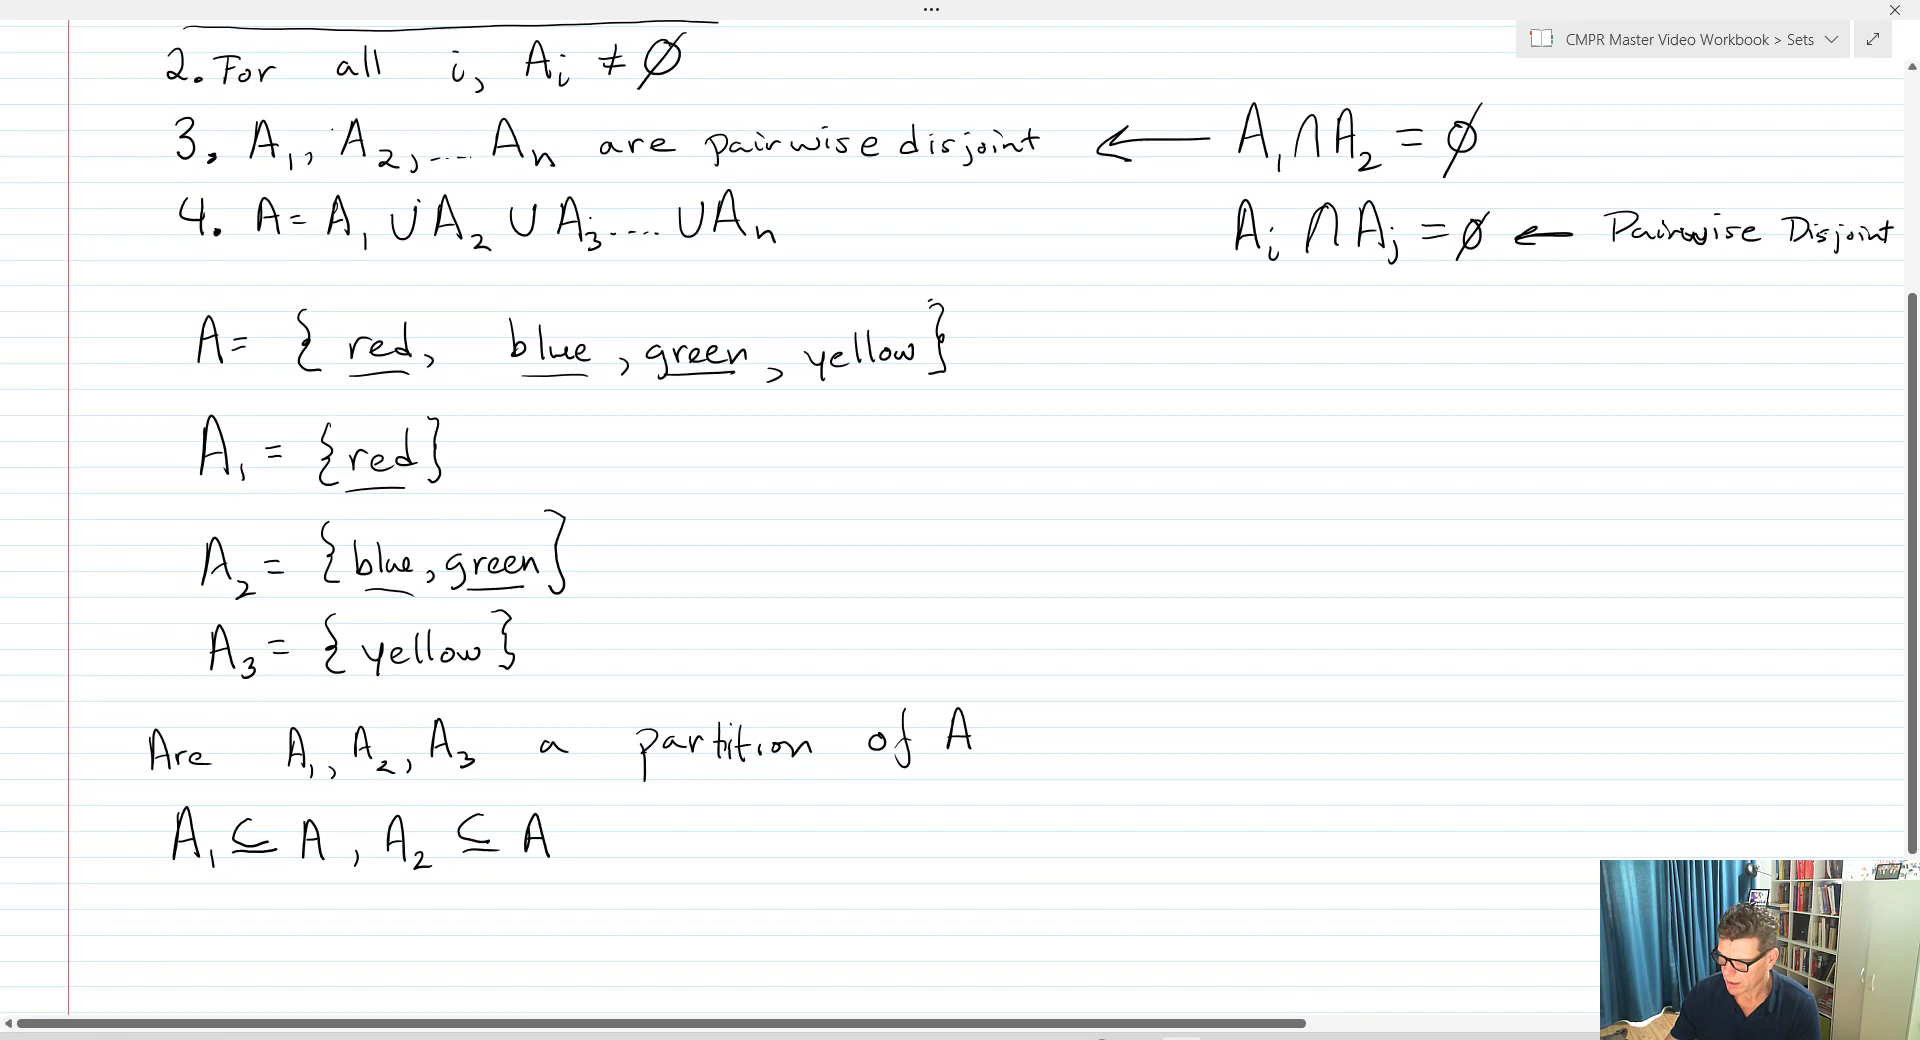 CMPR Master Video Workbook > Sets
2. For all i, Aᵢ ≠ ∅
3. A₁, A₂, .... Aₙ are pairwise disjoint ← A₁ ∩ A₂ = ∅
4. A = A₁ ∪ A₂ ∪ A₃ .... ∪ Aₙ
Aᵢ ∩ Aⱼ = ∅ ← Pairwise Disjoint
A = { red, blue, green, yellow }
A₁ = {red}
A₂ = {blue, green}
A₃ = { yellow }
Are A₁, A₂, A₃ a partition of A
A₁ ⊆ A, A₂ ⊆ A